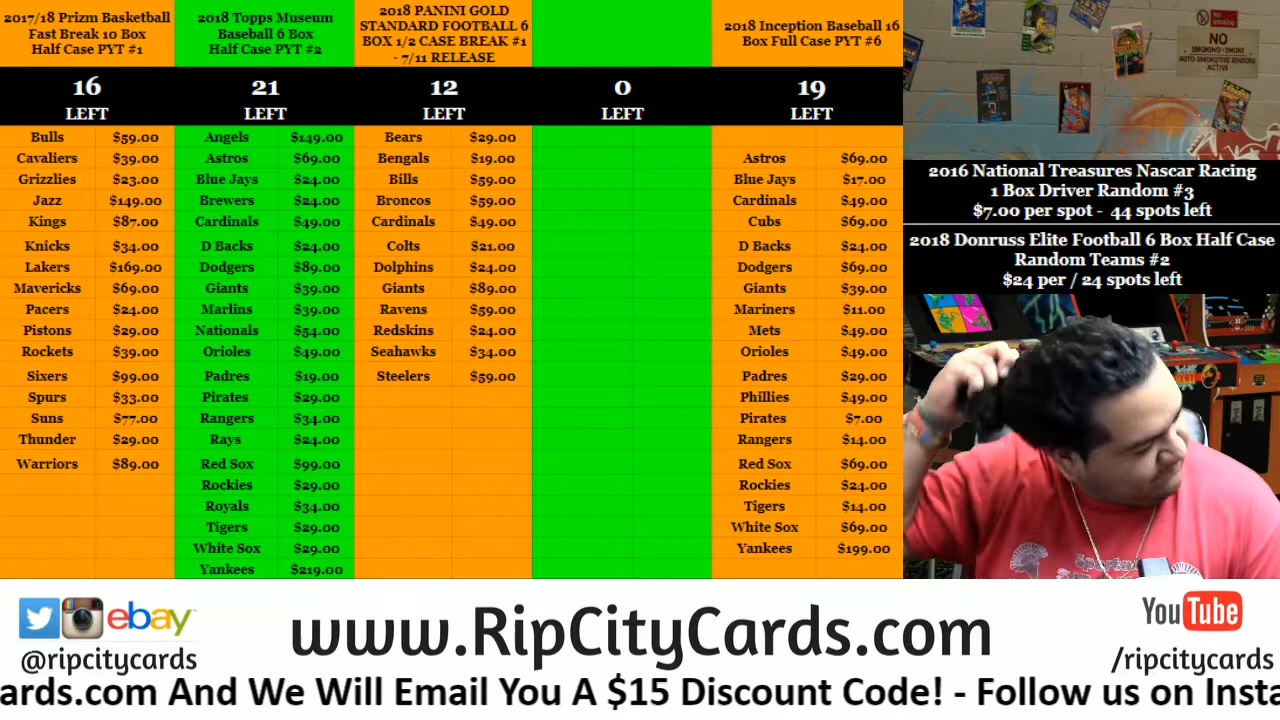 2017/18 Prizm Basketball
Fast Break 10 Box
Half Case PYT #1
16
LEFT
Bulls $59.00
Cavaliers $39.00
Grizzlies $23.00
Jazz $149.00
Kings $87.00
Knicks $34.00
Lakers $169.00
Mavericks $69.00
Pacers $24.00
Pistons $29.00
Rockets $39.00
Sixers $99.00
Spurs $33.00
Suns $77.00
Thunder $29.00
Warriors $89.00
2018 Topps Museum
Baseball 6 Box
Half Case PYT #2
21
LEFT
Angels $149.00
Astros $69.00
Blue Jays $24.00
Brewers $24.00
Cardinals $49.00
D Backs $24.00
Dodgers $89.00
Giants $39.00
Marlins $39.00
Nationals $54.00
Orioles $49.00
Padres $19.00
Pirates $29.00
Rangers $34.00
Rays $24.00
Red Sox $99.00
Rockies $29.00
Royals $34.00
Tigers $29.00
White Sox $29.00
Yankees $219.00
2018 PANINI GOLD
STANDARD FOOTBALL 6
BOX 1/2 CASE BREAK #1
- 7/11 RELEASE
12
LEFT
Bears $29.00
Bengals $19.00
Bills $59.00
Broncos $59.00
Cardinals $49.00
Colts $21.00
Dolphins $24.00
Giants $89.00
Ravens $59.00
Redskins $24.00
Seahawks $34.00
Steelers $59.00
0
LEFT
2018 Inception Baseball 16
Box Full Case PYT #6
19
LEFT
Astros $69.00
Blue Jays $17.00
Cardinals $49.00
Cubs $69.00
D Backs $24.00
Dodgers $69.00
Giants $39.00
Mariners $11.00
Mets $49.00
Orioles $49.00
Padres $29.00
Phillies $49.00
Pirates $7.00
Rangers $14.00
Red Sox $69.00
Rockies $24.00
Tigers $14.00
White Sox $69.00
Yankees $199.00
NO
SMOKING
ACTIVE
2016 National Treasures Nascar Racing
1 Box Driver Random #3
$7.00 per spot - 44 spots left
2018 Donruss Elite Football 6 Box Half Case
Random Teams #2
$24 per / 24 spots left
ebay
@ripcitycards
www.RipCityCards.com
YouTube
/ripcitycards
ards.com And We Will Email You A $15 Discount Code! - Follow us on Insta